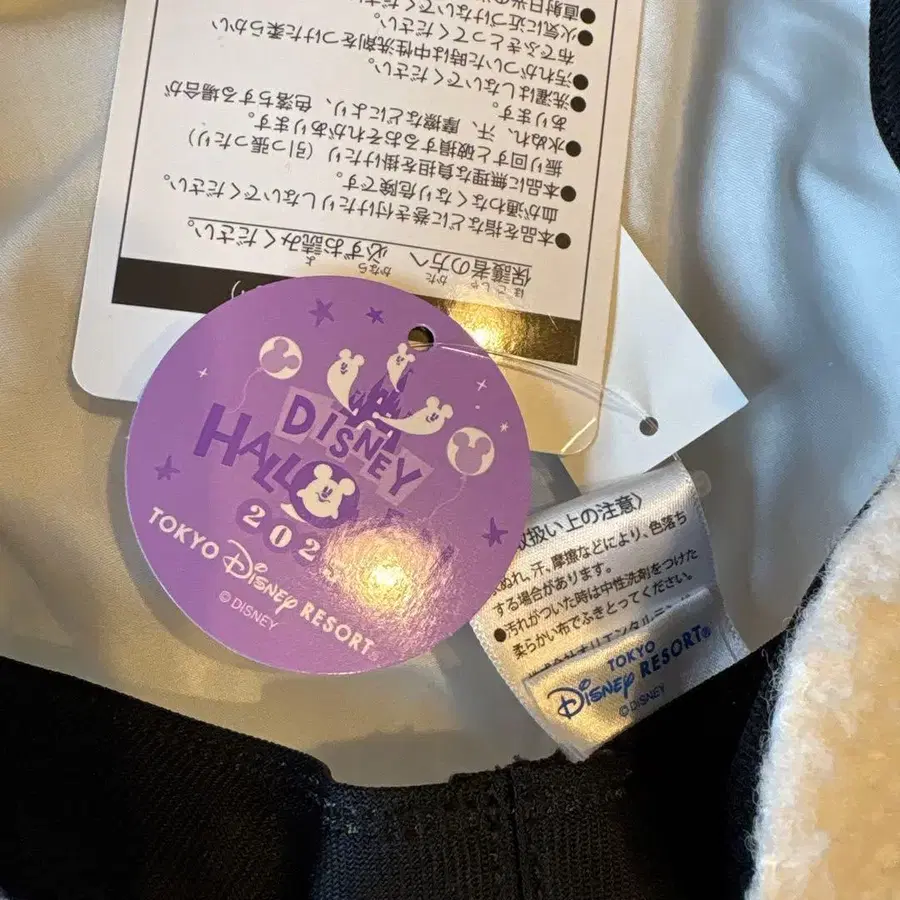 保護者の方へ
必ずお読みください。
●本品を指などに巻き付けたりしないでください。
血が通わなくなり危険です。
●本品に無理な負担を掛けたり（引っ張ったり
振り回すと破損するおそれがあります。
●水ぬれ、汗、摩擦などにより、色落ちする場合が
あります。
●洗濯はしないでください。
●汚れがついた時は中性洗剤をつけた柔らかい
布でふきとってください。
●火気に近づけないで
●直射日光
DISNEY
TOKYO Disney RESORT
© DISNEY
取扱い上の注意〉
ぬれ、汗、摩擦などにより、色落ち
する場合があります。
●汚れがついた時は中性洗剤をつけた
柔らかい布でふきとってください。
TOKYO
Disney RESORT®
© DISNEY